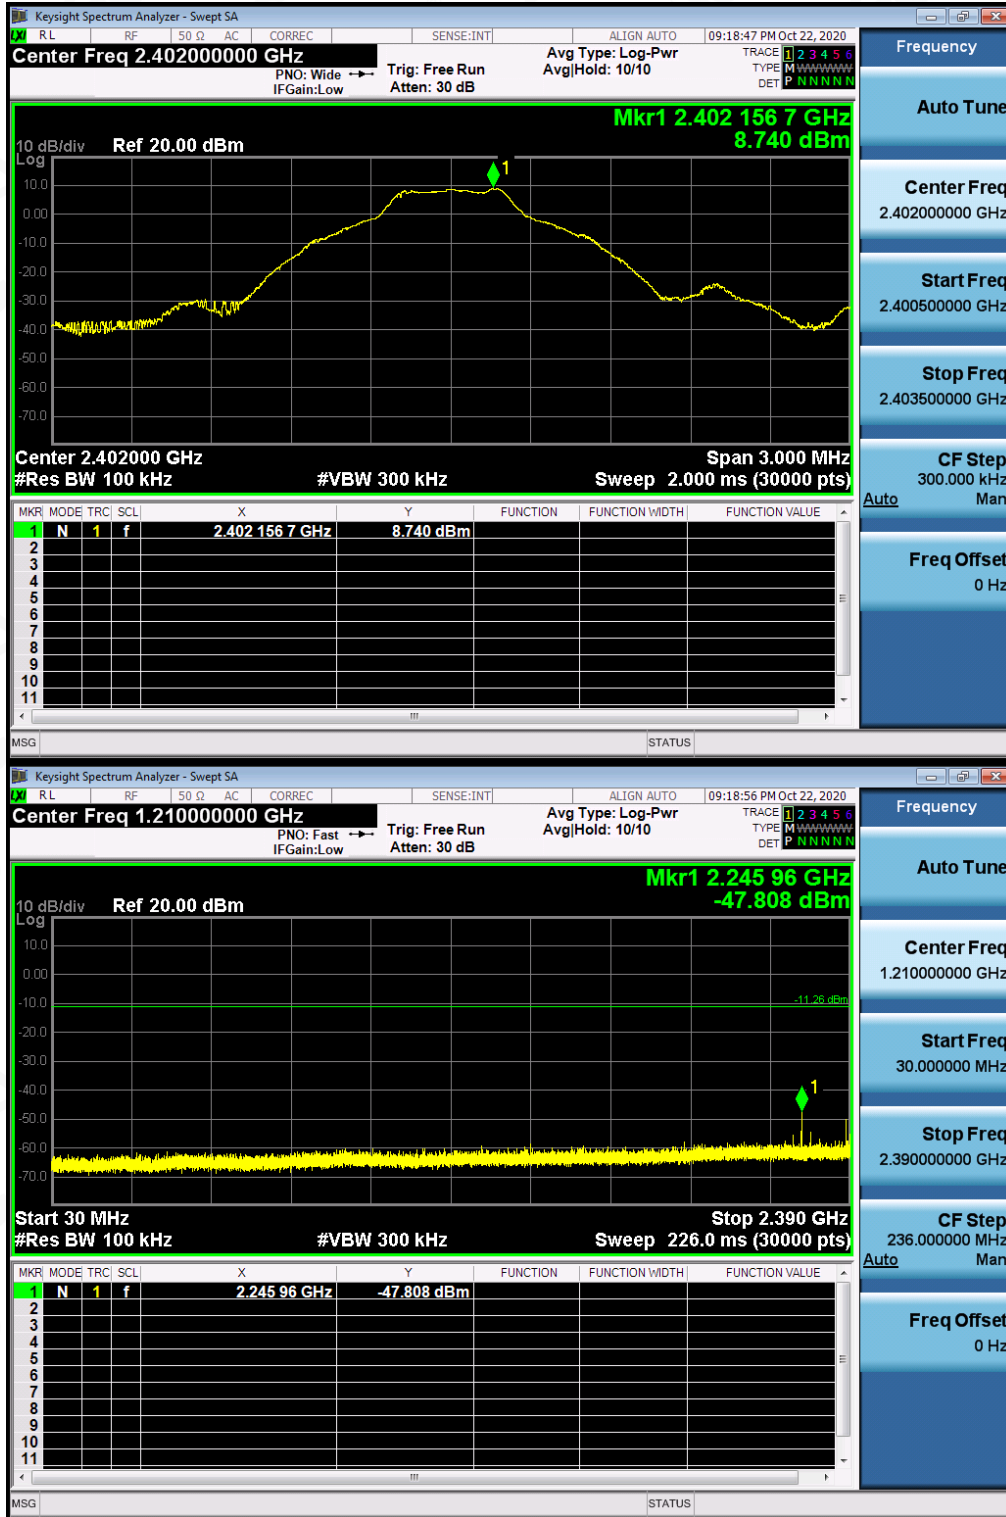 Keysight Spectrum Analyzer - Swept SA
LXI RL RF 50 Ω AC CORREC SENSE:INT ALIGN AUTO 09:18:47 PM Oct 22, 2020
Center Freq 2.402000000 GHz
PNO: Wide
IFGain:Low
Trig: Free Run
Atten: 30 dB
Avg Type: Log-Pwr
Avg|Hold: 10/10
TRACE 1 2 3 4 5 6
TYPE M WWWWW
DET P N N N N N
Frequency
Auto Tune
Center Freq
2.402000000 GHz
Start Freq
2.400500000 GHz
Stop Freq
2.403500000 GHz
CF Step
300.000 kHz
Auto Man
Freq Offset
0 Hz
Mkr1 2.402 156 7 GHz
8.740 dBm
10 dB/div Ref 20.00 dBm
Log
1
10.0
0.00
-10.0
-20.0
-30.0
-40.0
-50.0
-60.0
-70.0
Center 2.402000 GHz Span 3.000 MHz
#Res BW 100 kHz #VBW 300 kHz Sweep 2.000 ms (30000 pts)
MKR MODE TRC SCL X Y FUNCTION FUNCTION WIDTH FUNCTION VALUE
1 N 1 f 2.402 156 7 GHz 8.740 dBm
2
3
4
5
6
7
8
9
10
11
MSG STATUS
Keysight Spectrum Analyzer - Swept SA
LXI RL RF 50 Ω AC CORREC SENSE:INT ALIGN AUTO 09:18:56 PM Oct 22, 2020
Center Freq 1.210000000 GHz
PNO: Fast
IFGain:Low
Trig: Free Run
Atten: 30 dB
Avg Type: Log-Pwr
Avg|Hold: 10/10
TRACE 1 2 3 4 5 6
TYPE M WWWWW
DET P N N N N N
Frequency
Auto Tune
Center Freq
1.210000000 GHz
Start Freq
30.000000 MHz
Stop Freq
2.390000000 GHz
CF Step
236.000000 MHz
Auto Man
Freq Offset
0 Hz
Mkr1 2.245 96 GHz
-47.808 dBm
10 dB/div Ref 20.00 dBm
Log
10.0
0.00
-10.0
-11.26 dBm
-20.0
-30.0
-40.0
1
-50.0
-60.0
-70.0
Start 30 MHz Stop 2.390 GHz
#Res BW 100 kHz #VBW 300 kHz Sweep 226.0 ms (30000 pts)
MKR MODE TRC SCL X Y FUNCTION FUNCTION WIDTH FUNCTION VALUE
1 N 1 f 2.245 96 GHz -47.808 dBm
2
3
4
5
6
7
8
9
10
11
MSG STATUS